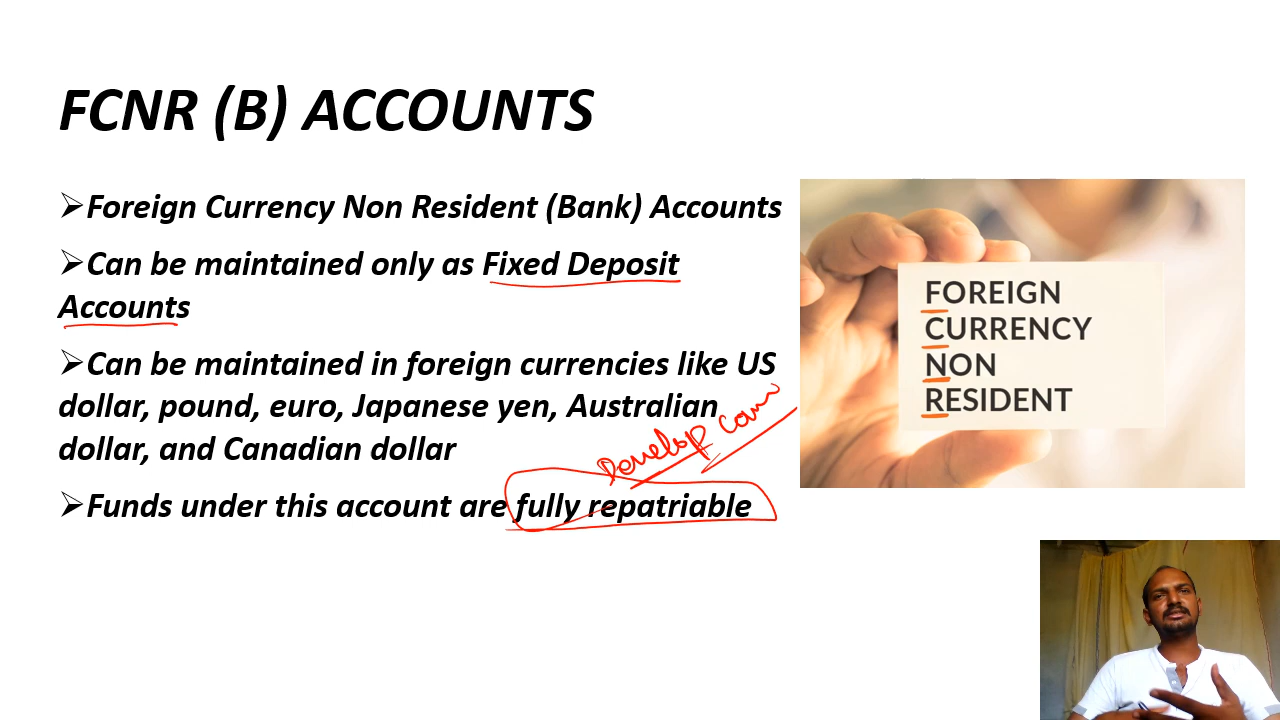 FCNR (B) ACCOUNTS
➢Foreign Currency Non Resident (Bank) Accounts
➢Can be maintained only as Fixed Deposit
Accounts
➢Can be maintained in foreign currencies like US
dollar, pound, euro, Japanese yen, Australian
dollar, and Canadian dollar
Develop
➢Funds under this account are fully repatriable
FOREIGN
CURRENCY
NON
RESIDENT